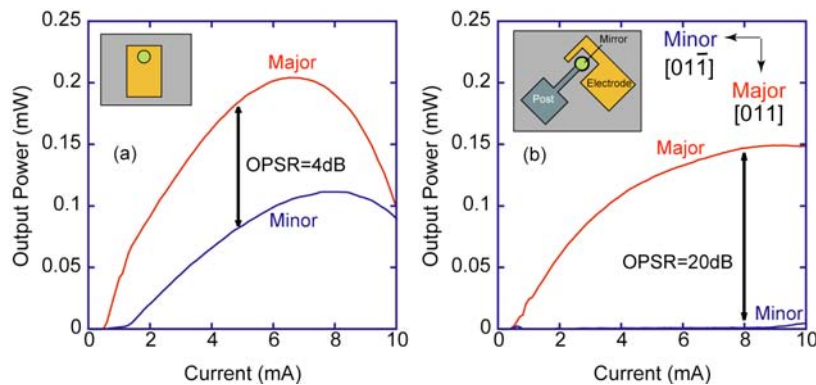 Output Power (mW)
0.25
0.2
0.15
0.1
0.05
0
0 2 4 6 8 10
Current (mA)
(a)
Major
OPSR=4dB
Minor
Output Power (mW)
0.25
0.2
0.15
0.1
0.05
0
0 2 4 6 8 10
Current (mA)
(b)
Mirror
Electrode
Post
Minor
[011̄]
Major
[011]
Major
OPSR=20dB
Minor